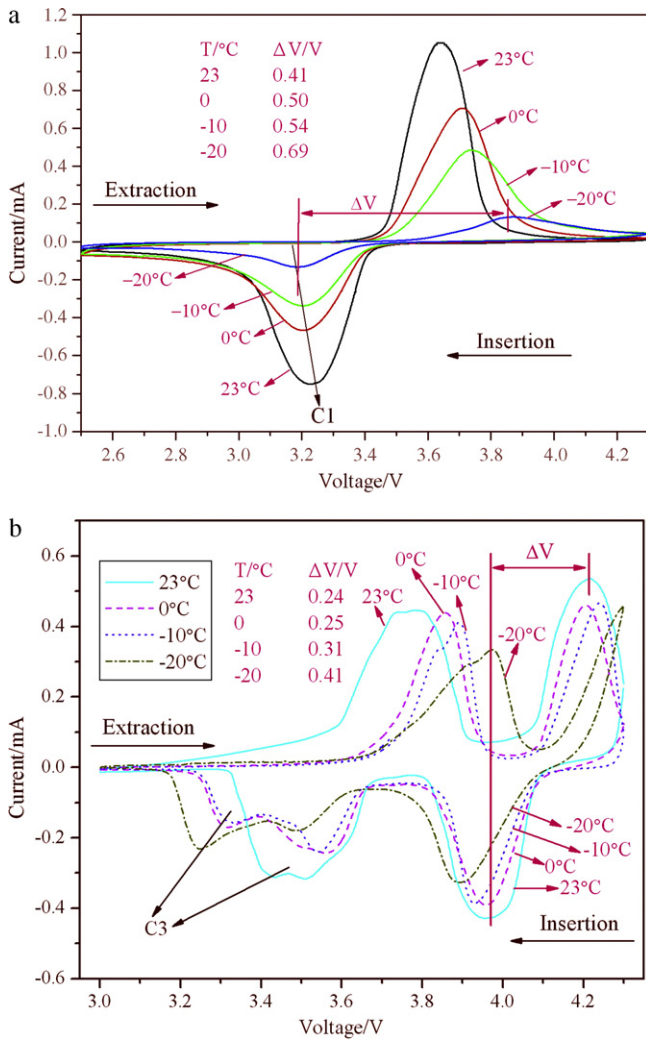 a
1.2
1.0
0.8
0.6
0.4
0.2
0.0
-0.2
-0.4
-0.6
-0.8
-1.0
Current/mA
T/°C ΔV/V
23 0.41
0 0.50
-10 0.54
-20 0.69
23°C
0°C
−10°C
−20°C
Extraction
ΔV
−20°C
−10°C
0°C
23°C
Insertion
C1
2.6 2.8 3.0 3.2 3.4 3.6 3.8 4.0 4.2
Voltage/V
b
0.6
0.4
0.2
0.0
-0.2
-0.4
-0.6
Current/mA
23°C
0°C
-10°C
-20°C
T/°C ΔV/V
23 0.24
0 0.25
-10 0.31
-20 0.41
23°C
0°C
-10°C
-20°C
ΔV
Extraction
-20°C
-10°C
0°C
23°C
C3
Insertion
3.0 3.2 3.4 3.6 3.8 4.0 4.2
Voltage/V